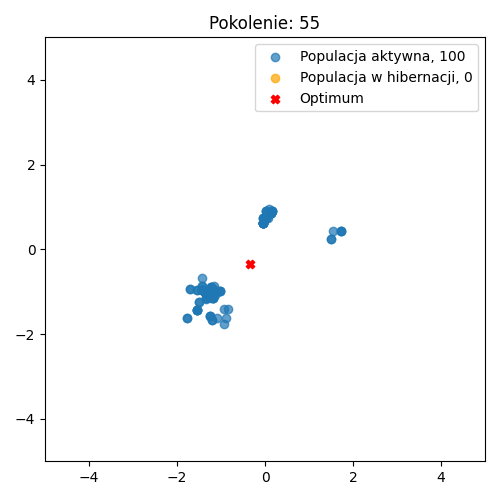 Pokolenie: 55
Populacja aktywna, 100
Populacja w hibernacji, 0
Optimum
4
2
0
−2
−4
−4 −2 0 2 4